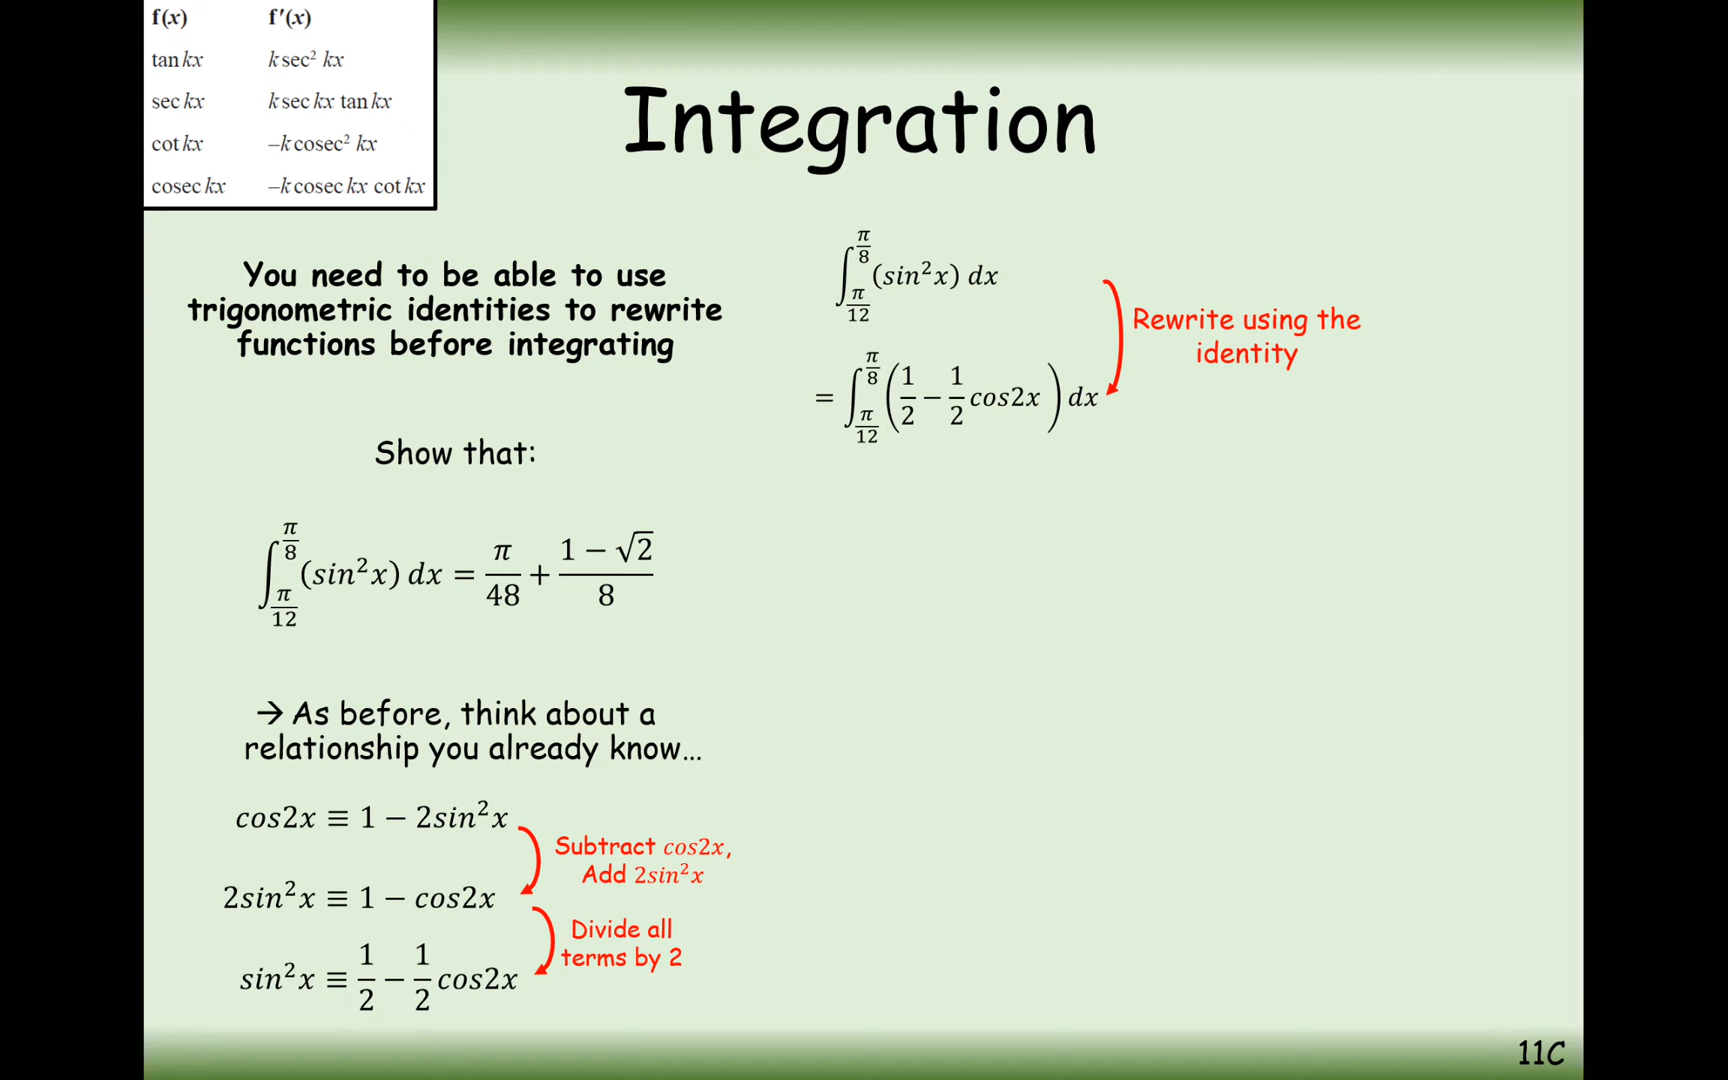 f(x) f′(x)
tan kx k sec² kx
sec kx k sec kx tan kx
cot kx –k cosec² kx
cosec kx –k cosec kx cot kx
Integration
You need to be able to use
trigonometric identities to rewrite
functions before integrating
Show that:
∫_{π/12}^{π/8} (sin²x) dx = π/48 + (1 − √2)/8
→ As before, think about a
relationship you already know…
cos2x ≡ 1 − 2sin²x
Subtract cos2x,
Add 2sin²x
2sin²x ≡ 1 − cos2x
Divide all
terms by 2
sin²x ≡ 1/2 − 1/2 cos2x
∫_{π/12}^{π/8} (sin²x) dx
Rewrite using the
identity
= ∫_{π/12}^{π/8} (1/2 − 1/2 cos2x) dx
11C